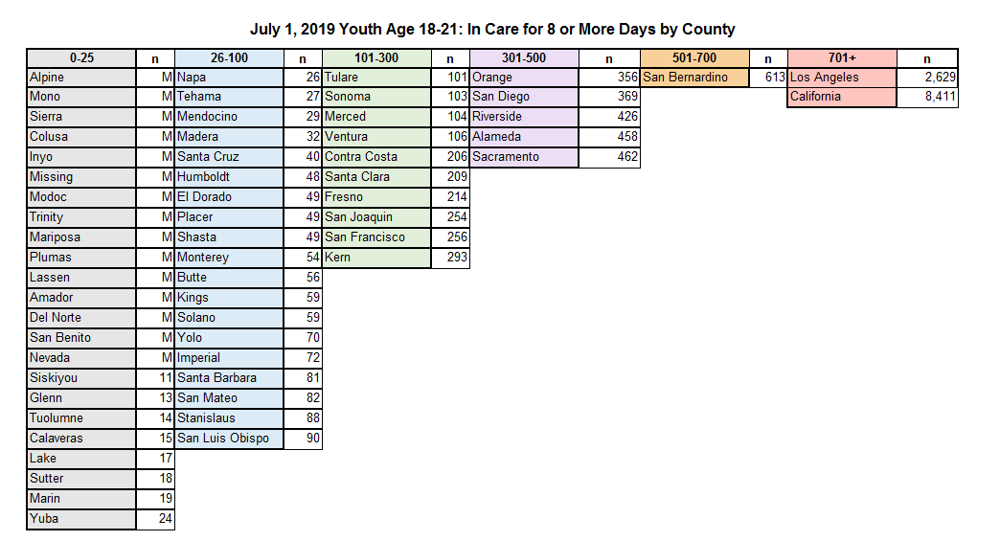 July 1, 2019 Youth Age 18-21: In Care for 8 or More Days by County
0-25 n 26-100 n 101-300 n 301-500 n 501-700 n 701+ n
Alpine M Napa 26 Tulare 101 Orange 356 San Bernardino 613 Los Angeles 2,629
Mono M Tehama 27 Sonoma 103 San Diego 369 California 8,411
Sierra M Mendocino 29 Merced 104 Riverside 426
Colusa M Madera 32 Ventura 106 Alameda 458
Inyo M Santa Cruz 40 Contra Costa 206 Sacramento 462
Missing M Humboldt 48 Santa Clara 209
Modoc M El Dorado 49 Fresno 214
Trinity M Placer 49 San Joaquin 254
Mariposa M Shasta 49 San Francisco 256
Plumas M Monterey 54 Kern 293
Lassen M Butte 56
Amador M Kings 59
Del Norte M Solano 59
San Benito M Yolo 70
Nevada M Imperial 72
Siskiyou 11 Santa Barbara 81
Glenn 13 San Mateo 82
Tuolumne 14 Stanislaus 88
Calaveras 15 San Luis Obispo 90
Lake 17
Sutter 18
Marin 19
Yuba 24